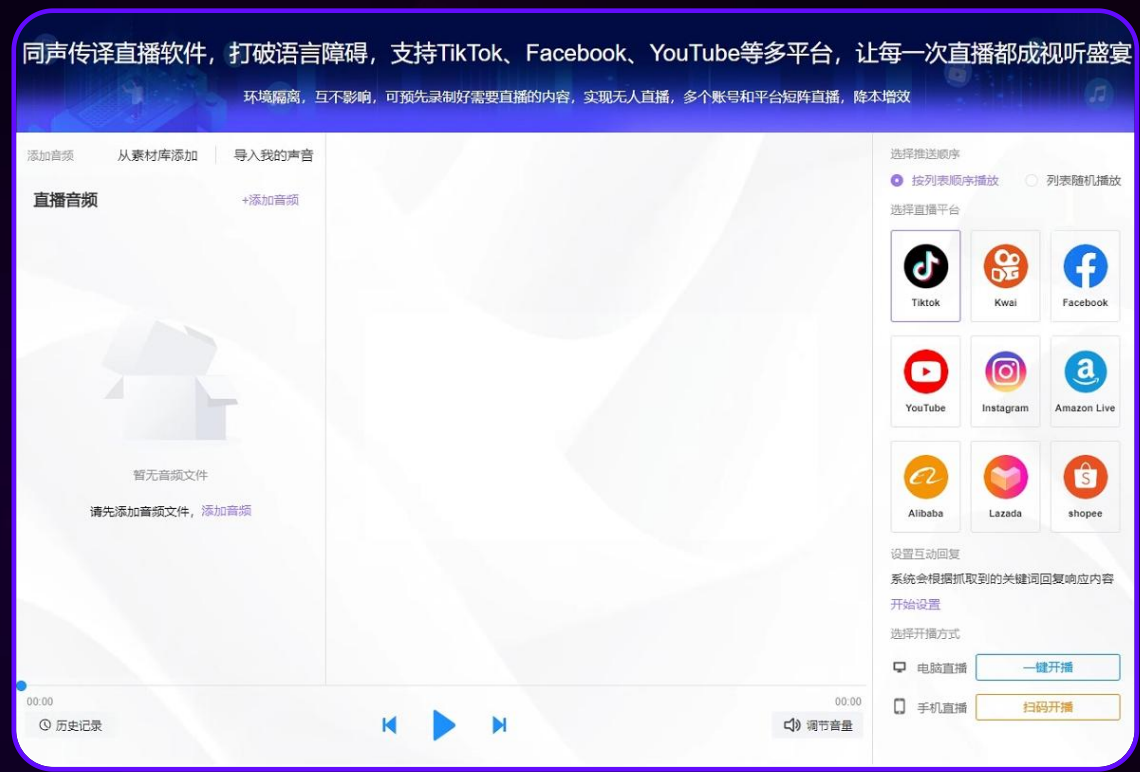 同声传译直播软件，打破语言障碍，支持TikTok、Facebook、YouTube等多平台，让每一次直播都成视听盛宴
环境隔离，互不影响，可预先录制好需要直播的内容，实现无人直播，多个账号和平台短阵直播，降本增效
添加音频 从素材库添加 导入我的声音
直播音频 +添加音频
暂无音频文件
请先添加音频文件，添加音频
00:00 00:00
历史记录 调节音量
选择推送顺序
按列表顺序播放 列表随机播放
选择直播平台
Tiktok Kwai Facebook
YouTube Instagram Amazon Live
Alibaba Lazada shopee
设置互动回复
系统会根据抓取到的关键词回复响应内容
开始设置
选择开播方式
电脑直播 一键开播
手机直播 扫码开播